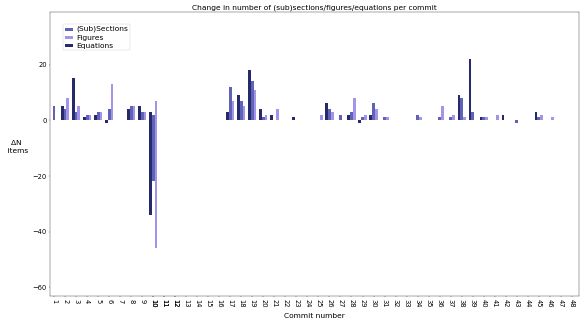 Change in number of (sub)sections/figures/equations per commit
(Sub)Sections
Figures
Equations
20
0
−20
−40
−60
ΔN
items
1 2 3 4 5 6 7 8 9 10 11 12 13 14 15 16 17 18 19 20 21 22 23 24 25 26 27 28 29 30 31 32 33 34 35 36 37 38 39 40 41 42 43 44 45 46 47 48
Commit number